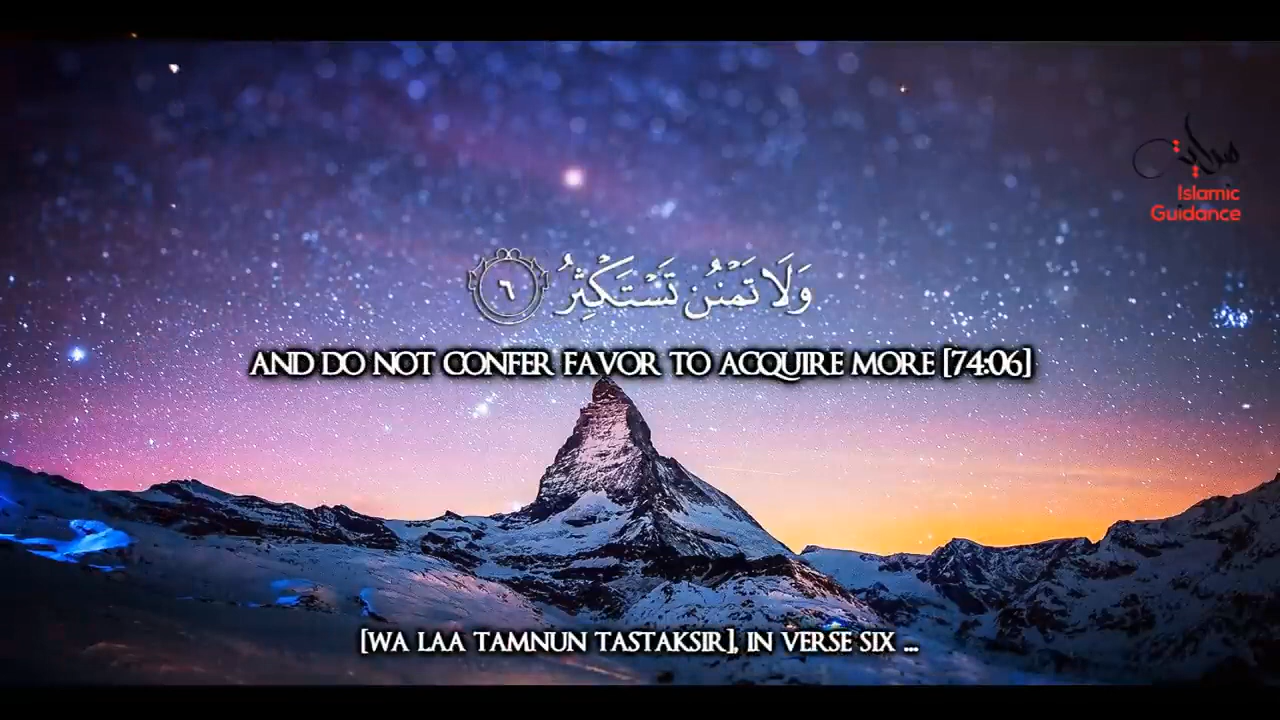 هداية
Islamic
Guidance
وَلَا تَمْنُن تَسْتَكْثِرُ ٦
AND DO NOT CONFER FAVOR TO ACQUIRE MORE [74:06]
[WA LAA TAMNUN TASTAKSIR], IN VERSE SIX ...